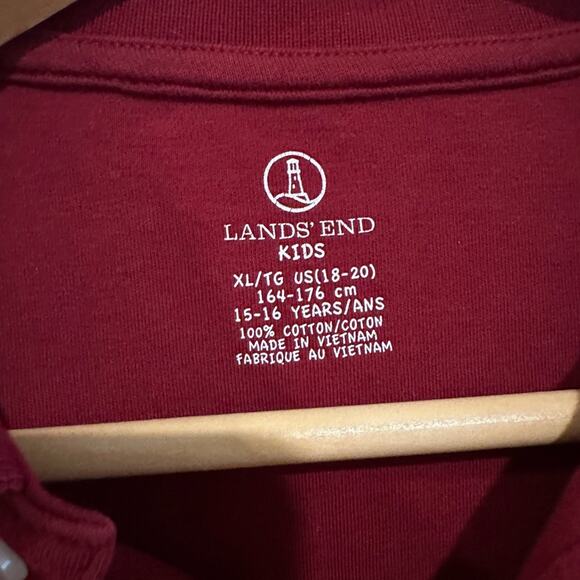 LANDS' END
KIDS
XL/TG US(18-20)
164-176 cm
15-16 YEARS/ANS
100% COTTON/COTON
MADE IN VIETNAM
FABRIQUE AU VIETNAM